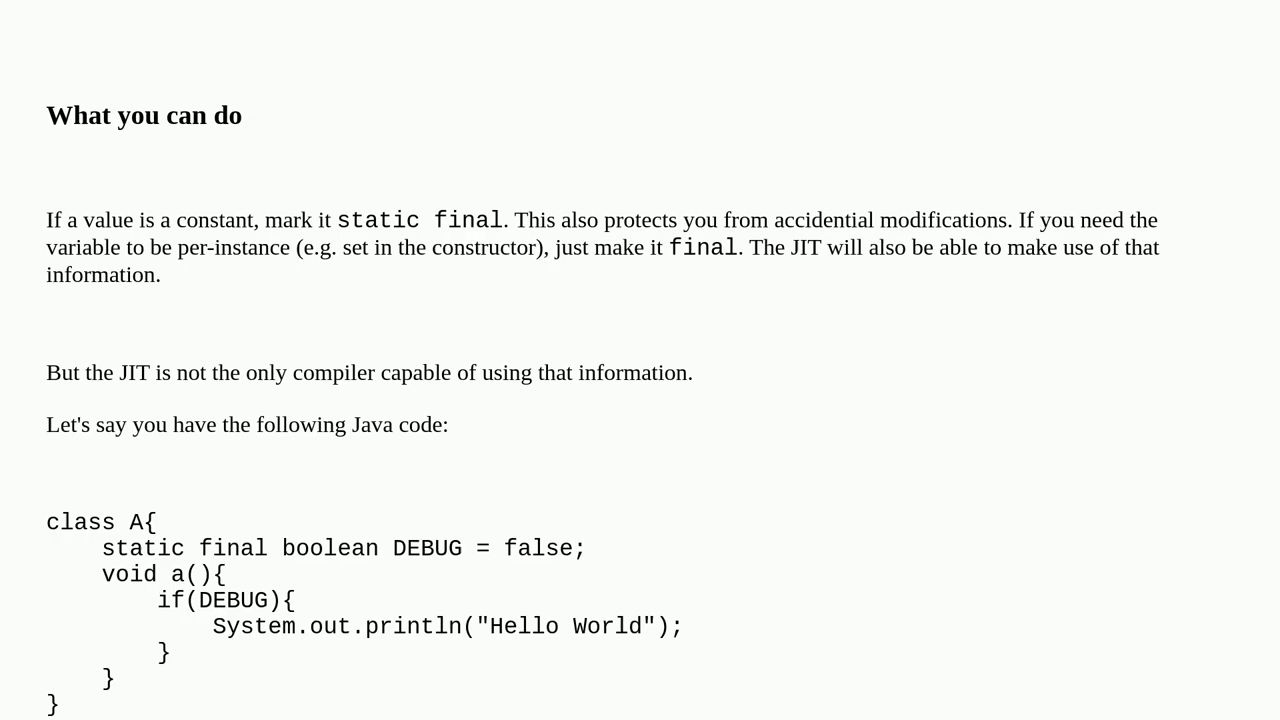 What you can do
If a value is a constant, mark it static final. This also protects you from accidential modifications. If you need the
variable to be per-instance (e.g. set in the constructor), just make it final. The JIT will also be able to make use of that
information.
But the JIT is not the only compiler capable of using that information.
Let's say you have the following Java code:
class A{
    static final boolean DEBUG = false;
    void a(){
        if(DEBUG){
            System.out.println("Hello World");
        }
    }
}